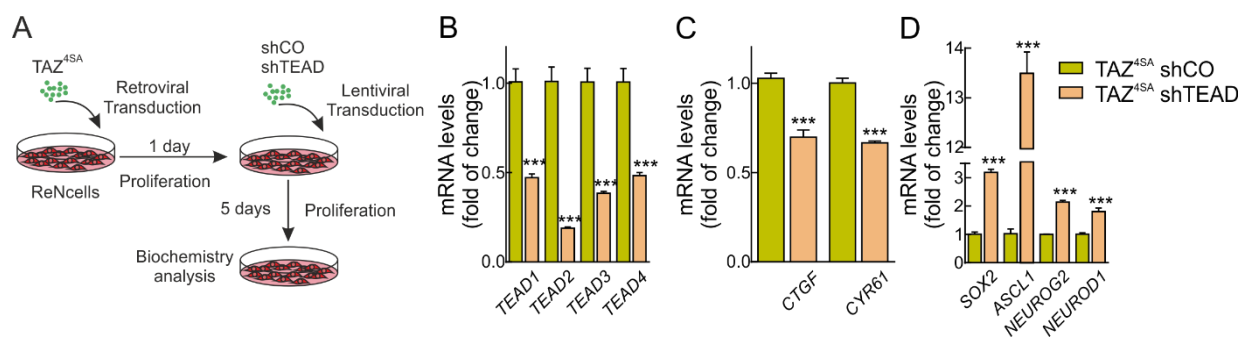 A
TAZ4SA
Retroviral
Transduction
shCO
shTEAD
Lentiviral
Transduction
1 day
Proliferation
ReNcells
5 days
Proliferation
Biochemistry
analysis
B
mRNA levels
(fold of change)
1.0
0.5
0.0
***
***
***
***
TEAD1
TEAD2
TEAD3
TEAD4
C
mRNA levels
(fold of change)
1.0
0.5
0.0
***
***
CTGF
CYR61
D
mRNA levels
(fold of change)
14
13
12
3
2
1
0
***
***
***
***
SOX2
ASCL1
NEUROG2
NEUROD1
TAZ4SA shCO
TAZ4SA shTEAD